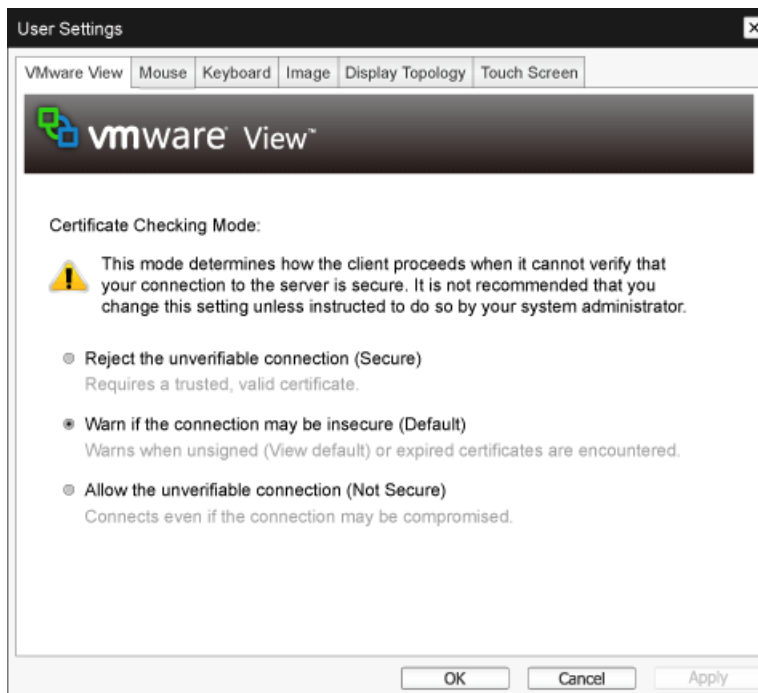 User Settings
VMware View Mouse Keyboard Image Display Topology Touch Screen
vmware View™
Certificate Checking Mode:
This mode determines how the client proceeds when it cannot verify that
your connection to the server is secure. It is not recommended that you
change this setting unless instructed to do so by your system administrator.
Reject the unverifiable connection (Secure)
Requires a trusted, valid certificate.
Warn if the connection may be insecure (Default)
Warns when unsigned (View default) or expired certificates are encountered.
Allow the unverifiable connection (Not Secure)
Connects even if the connection may be compromised.
OK Cancel Apply